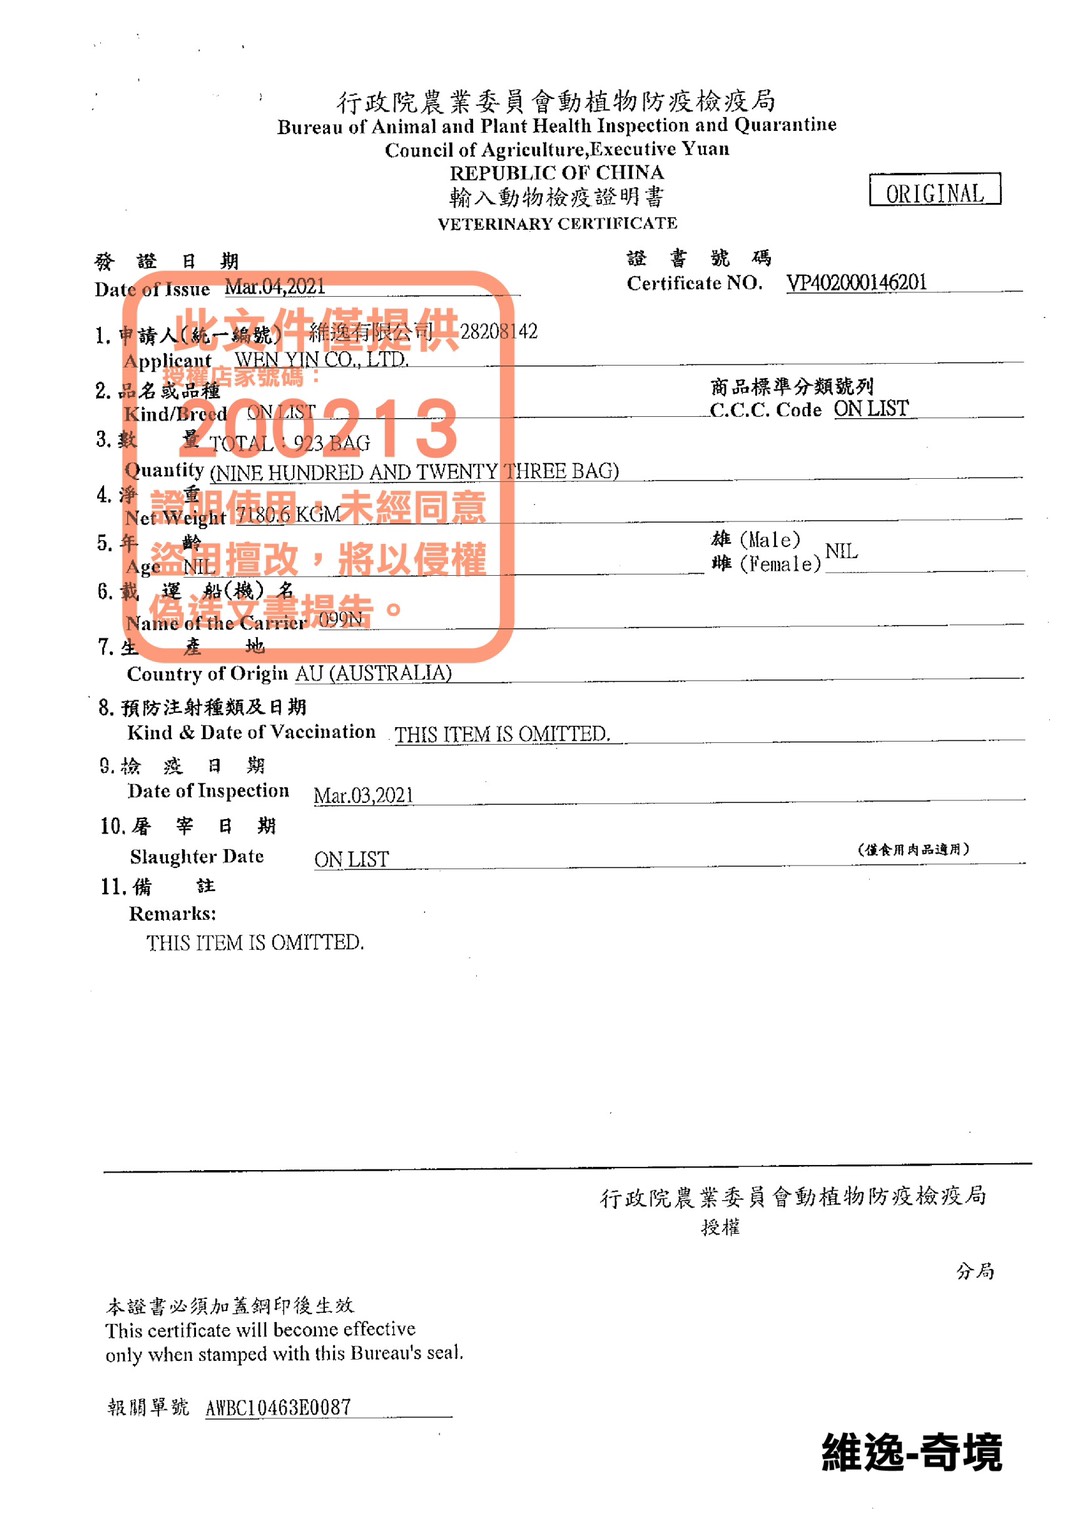 行政院農業委員會動植物防疫檢疫局
Bureau of Animal and Plant Health Inspection and Quarantine
Council of Agriculture,Executive Yuan
REPUBLIC OF CHINA
輸入動物檢疫證明書
ORIGINAL
VETERINARY CERTIFICATE
發證日期
證書號碼
Date of Issue Mar.04,2021
Certificate NO. VP402000146201
此文件僅提供
1.申請人(統一編號) 維逸有限公司 28208142
Applicant WEN YIN CO., LTD.
授權店家號碼：
2.品名或品種
商品標準分類號列
Kind/Breed ON LIST
C.C.C. Code ON LIST
200213
3.數量 TOTAL：923 BAG
Quantity (NINE HUNDRED AND TWENTY THREE BAG)
4.淨重
證明使用，未經同意
Net Weight 7180.6 KGM
5.年齡
雄 (Male)
NIL
盜用擅改，將以侵權
Age NIL
雌 (Female)
6.載運船(機)名
偽造文書提告。
Name of the Carrier 099N
7.生產地
Country of Origin AU (AUSTRALIA)
8.預防注射種類及日期
Kind & Date of Vaccination THIS ITEM IS OMITTED.
9.檢疫日期
Date of Inspection Mar.03,2021
10.屠宰日期
Slaughter Date ON LIST
(僅食用肉品適用)
11.備註
Remarks:
THIS ITEM IS OMITTED.
行政院農業委員會動植物防疫檢疫局
授權
分局
本證書必須加蓋鋼印後生效
This certificate will become effective
only when stamped with this Bureau's seal.
報關單號 AWBC10463E0087
維逸-奇境